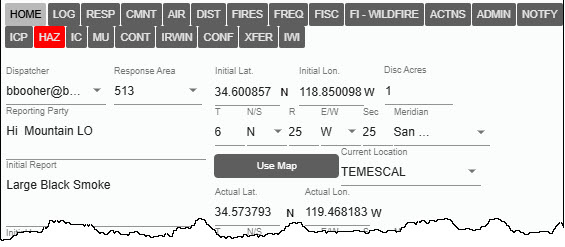 HOME LOG RESP CMNT AIR DIST FIRES FREQ FISC FI - WILDFIRE ACTNS ADMIN NOTFY
ICP HAZ IC MU CONT IRWIN CONF XFER IWI
Dispatcher Response Area Initial Lat. Initial Lon. Disc Acres
bbooher@b... 513 34.600857 N 118.850098 W 1
Reporting Party T N/S R E/W Sec Meridian
Hi Mountain LO 6 N 25 W 25 San ...
Initial Report Use Map Current Location
Large Black Smoke TEMESCAL
Actual Lat. Actual Lon.
34.573793 N 119.468183 W